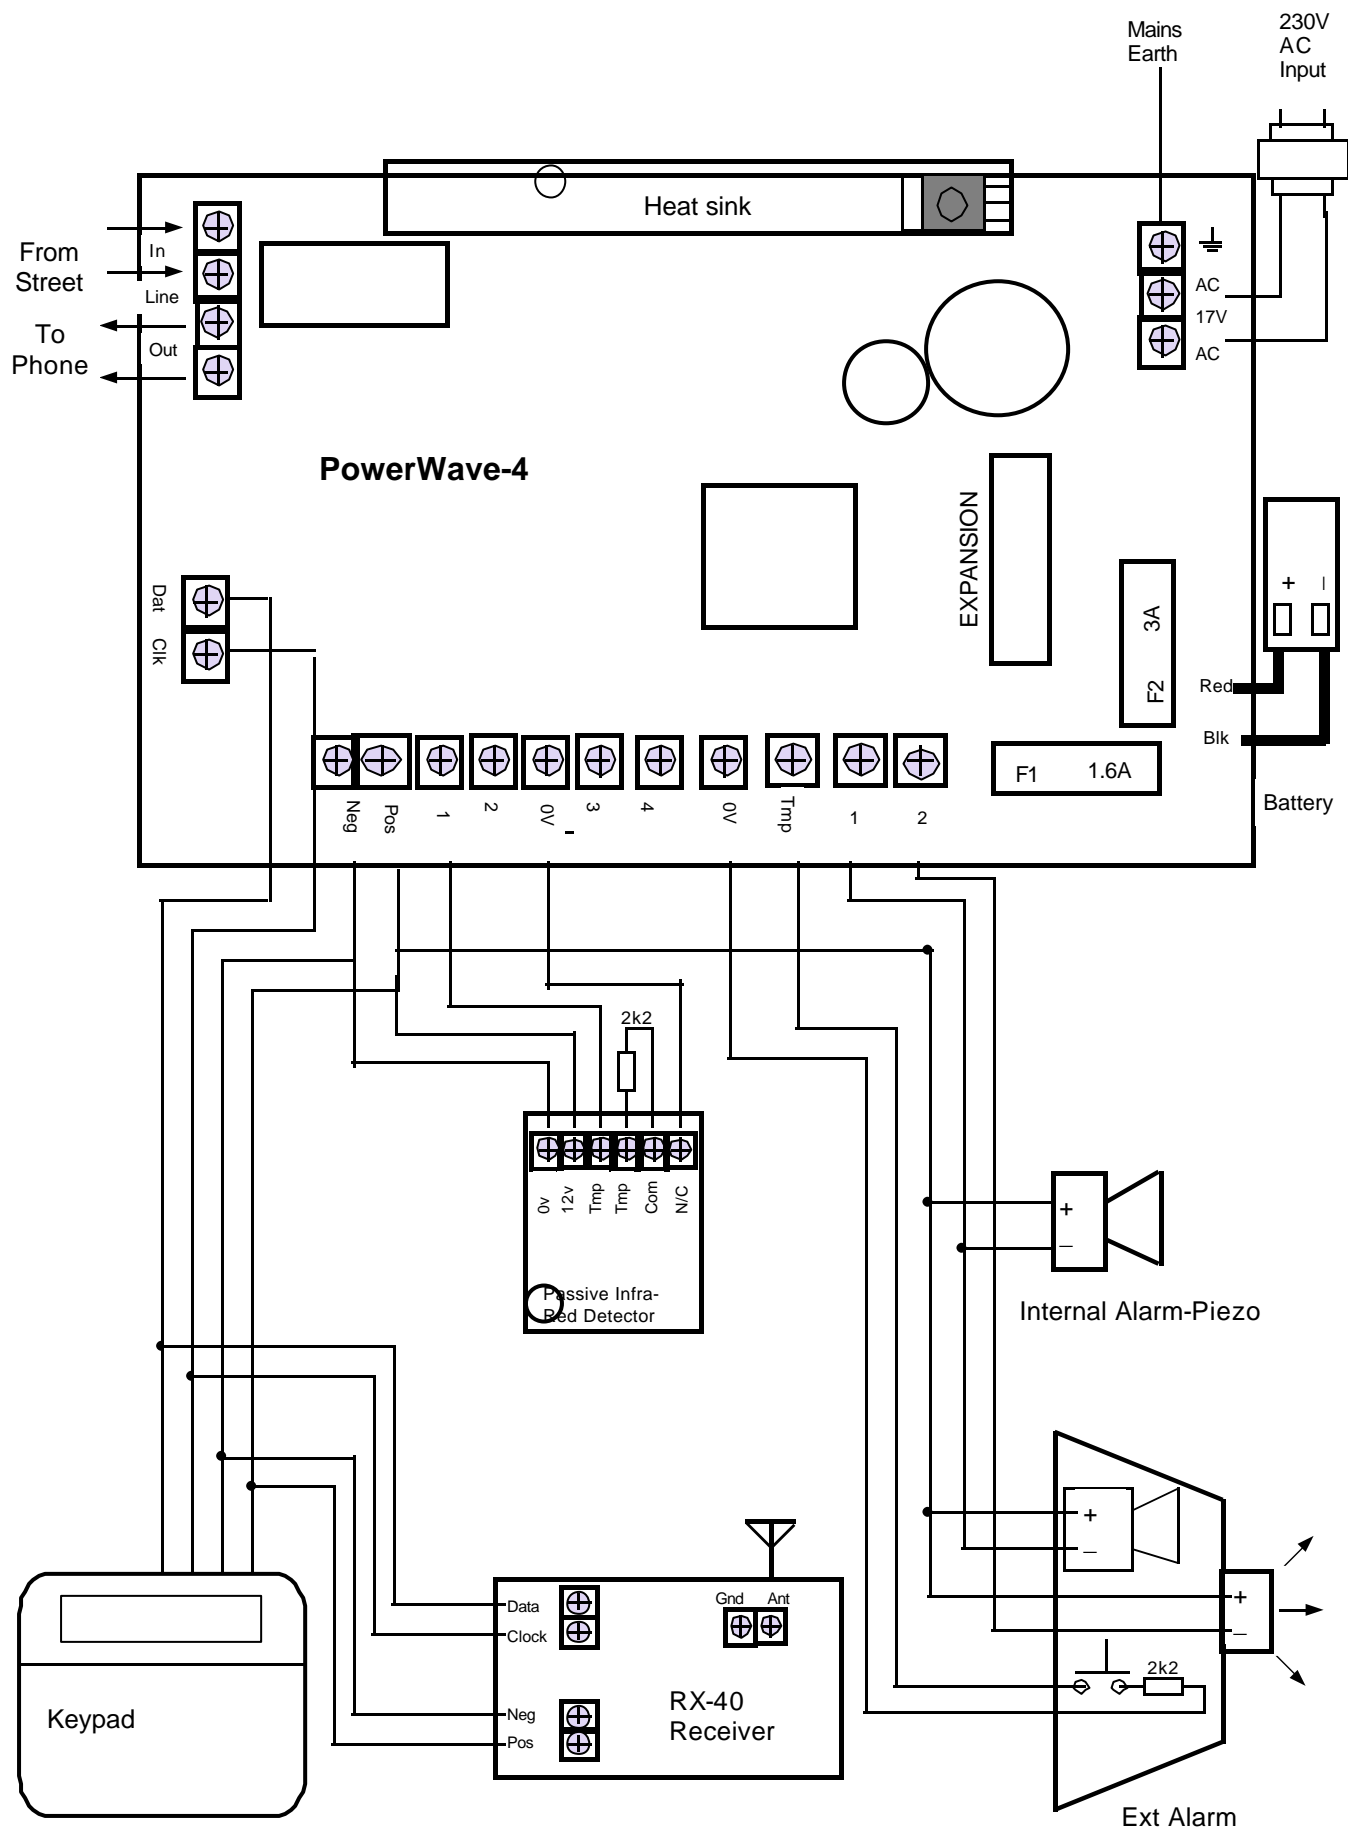 Mains
Earth
230V
AC
Input
Heat sink
From
Street
In
Line
To
Phone
Out
AC
17V
AC
PowerWave-4
EXPANSION
Dat
Clk
3A
F2
+ –
Red
Blk
F1 1.6A
Battery
Neg
Pos
1
2
0V
–
3
4
0V
Tmp
1
2
2k2
0v
12v
Tmp
Tmp
Com
N/C
Passive Infra-
Red Detector
+
–
Internal Alarm-Piezo
+
–
+
–
2k2
Ext Alarm
Keypad
Data
Clock
Neg
Pos
Gnd Ant
RX-40
Receiver